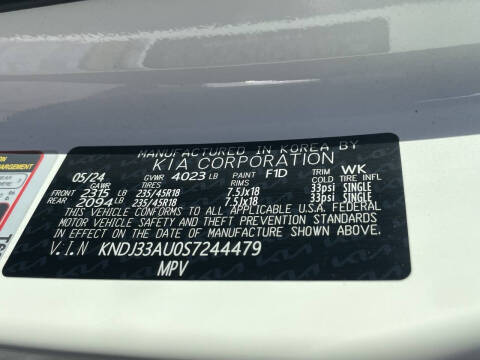 MANUFACTURED IN KOREA BY
KIA CORPORATION
05/24 GVWR 4023 LB PAINT F1D TRIM WK
GAWR TIRES RIMS COLD TIRE INFL
FRONT 2315 LB 235/45R18 7.5Jx18 33psi SINGLE
REAR 2094 LB 235/45R18 7.5Jx18 33psi SINGLE
THIS VEHICLE CONFORMS TO ALL APPLICABLE U.S.A. FEDERAL
MOTOR VEHICLE SAFETY AND THEFT PREVENTION STANDARDS
IN EFFECT ON THE DATE OF MANUFACTURE SHOWN ABOVE.
V.I.N KNDJ33AU0S7244479
MPV